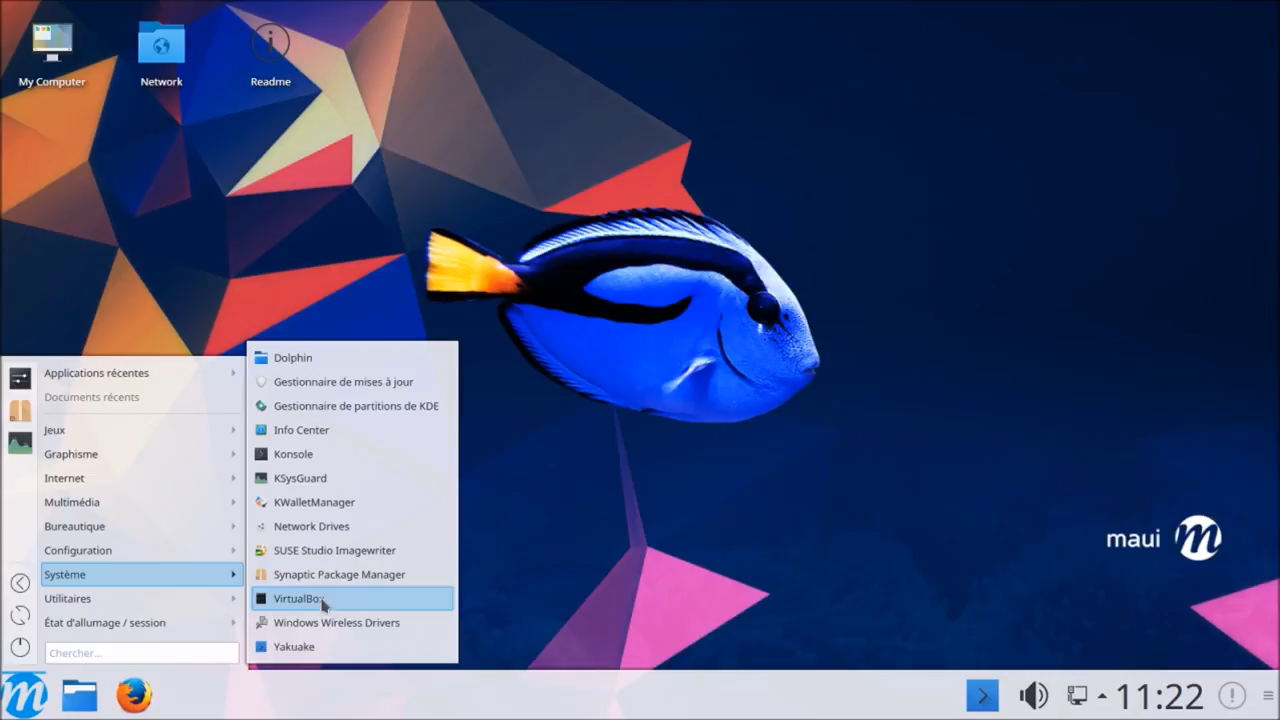 My Computer
Network
Readme
Applications récentes
Documents récents
Jeux
Graphisme
Internet
Multimédia
Bureautique
Configuration
Système
Utilitaires
État d'allumage / session
Chercher...
Dolphin
Gestionnaire de mises à jour
Gestionnaire de partitions de KDE
Info Center
Konsole
KSysGuard
KWalletManager
Network Drives
SUSE Studio Imagewriter
Synaptic Package Manager
VirtualBox
Windows Wireless Drivers
Yakuake
maui m
m
11:22